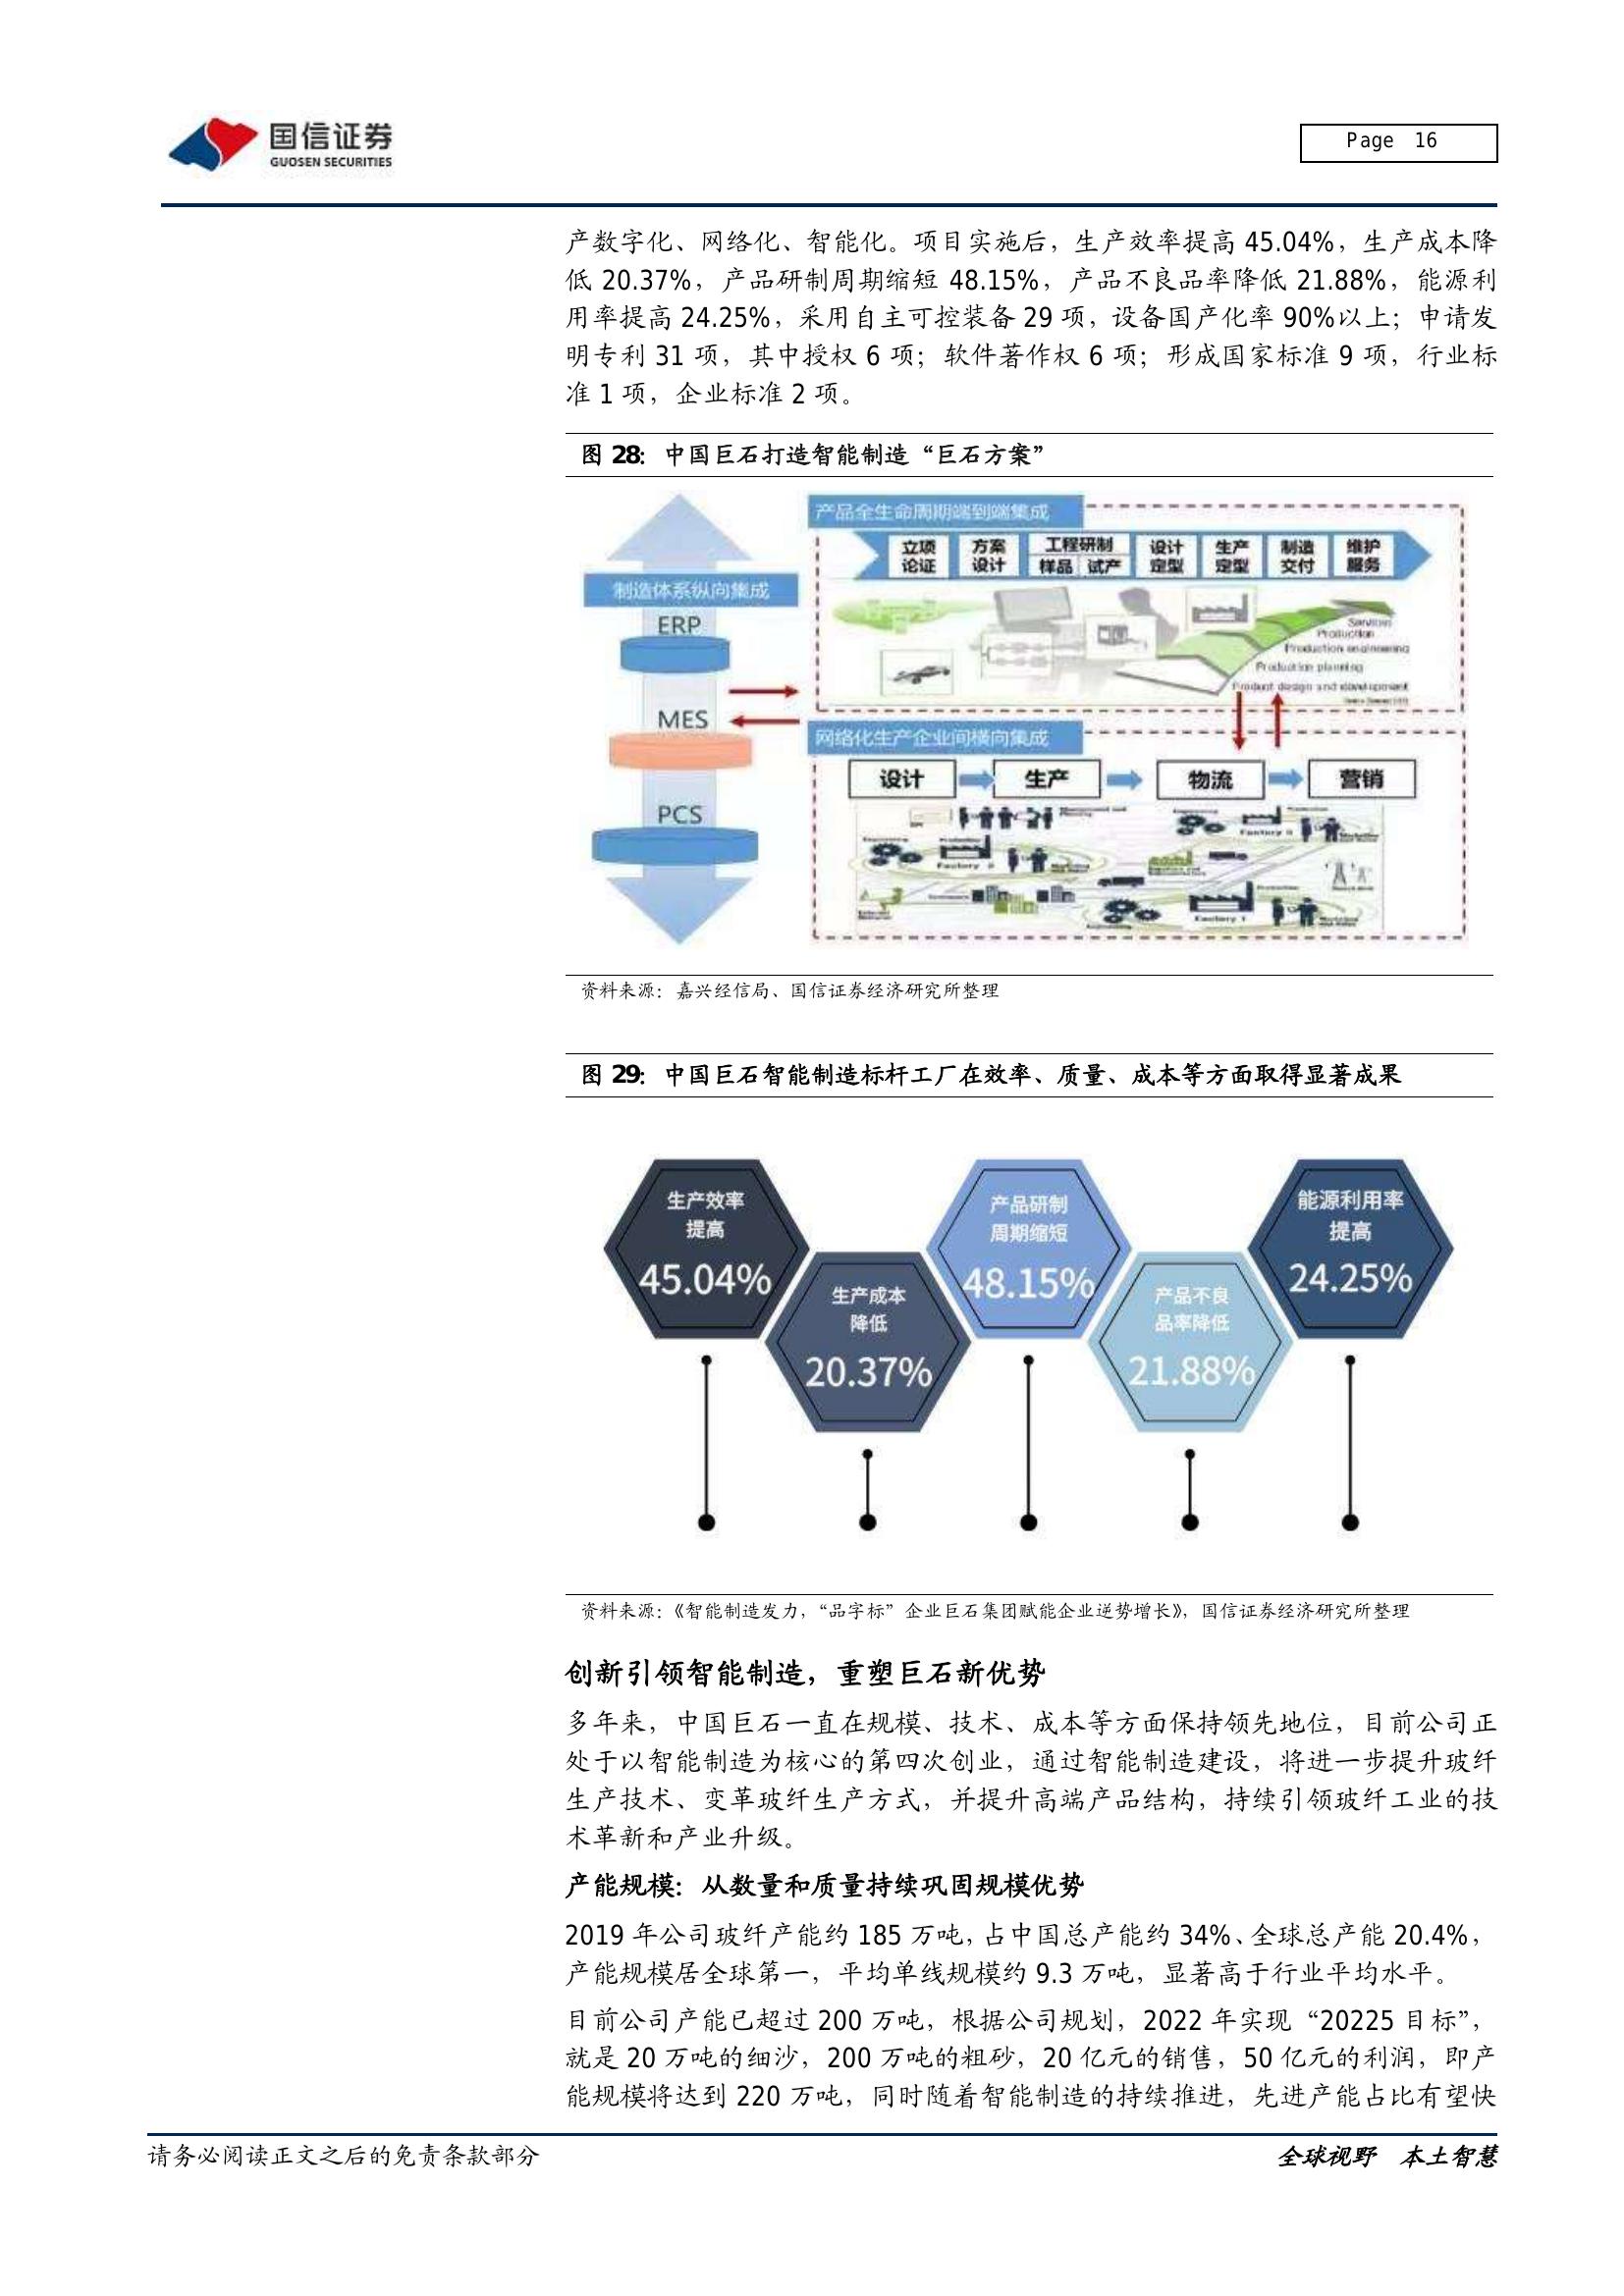 国信证券
GUOSEN SECURITIES
Page 16
产数字化、网络化、智能化。项目实施后，生产效率提高 45.04%，生产成本降
低 20.37%，产品研制周期缩短 48.15%，产品不良品率降低 21.88%，能源利
用率提高 24.25%，采用自主可控装备 29 项，设备国产化率 90%以上；申请发
明专利 31 项，其中授权 6 项；软件著作权 6 项；形成国家标准 9 项，行业标
准 1 项，企业标准 2 项。
图 28：中国巨石打造智能制造“巨石方案”
产品全生命周期端到端集成
立项论证
方案设计
工程研制
样品 试产
设计定型
生产定型
制造交付
维护服务
制造体系纵向集成
ERP
MES
PCS
Services
Production
Production engineering
Production planning
Product design and development
网络化生产企业间横向集成
设计
生产
物流
营销
Factory 1
资料来源：嘉兴经信局、国信证券经济研究所整理
图 29：中国巨石智能制造标杆工厂在效率、质量、成本等方面取得显著成果
生产效率
提高
45.04%
生产成本
降低
20.37%
产品研制
周期缩短
48.15%
产品不良
品率降低
21.88%
能源利用率
提高
24.25%
资料来源：《智能制造发力，“品字标”企业巨石集团赋能企业逆势增长》，国信证券经济研究所整理
创新引领智能制造，重塑巨石新优势
多年来，中国巨石一直在规模、技术、成本等方面保持领先地位，目前公司正
处于以智能制造为核心的第四次创业，通过智能制造建设，将进一步提升玻纤
生产技术、变革玻纤生产方式，并提升高端产品结构，持续引领玻纤工业的技
术革新和产业升级。
产能规模：从数量和质量持续巩固规模优势
2019 年公司玻纤产能约 185 万吨，占中国总产能约 34%、全球总产能 20.4%，
产能规模居全球第一，平均单线规模约 9.3 万吨，显著高于行业平均水平。
目前公司产能已超过 200 万吨，根据公司规划，2022 年实现“20225 目标”，
就是 20 万吨的细沙，200 万吨的粗砂，20 亿元的销售，50 亿元的利润，即产
能规模将达到 220 万吨，同时随着智能制造的持续推进，先进产能占比有望快
请务必阅读正文之后的免责条款部分
全球视野 本土智慧